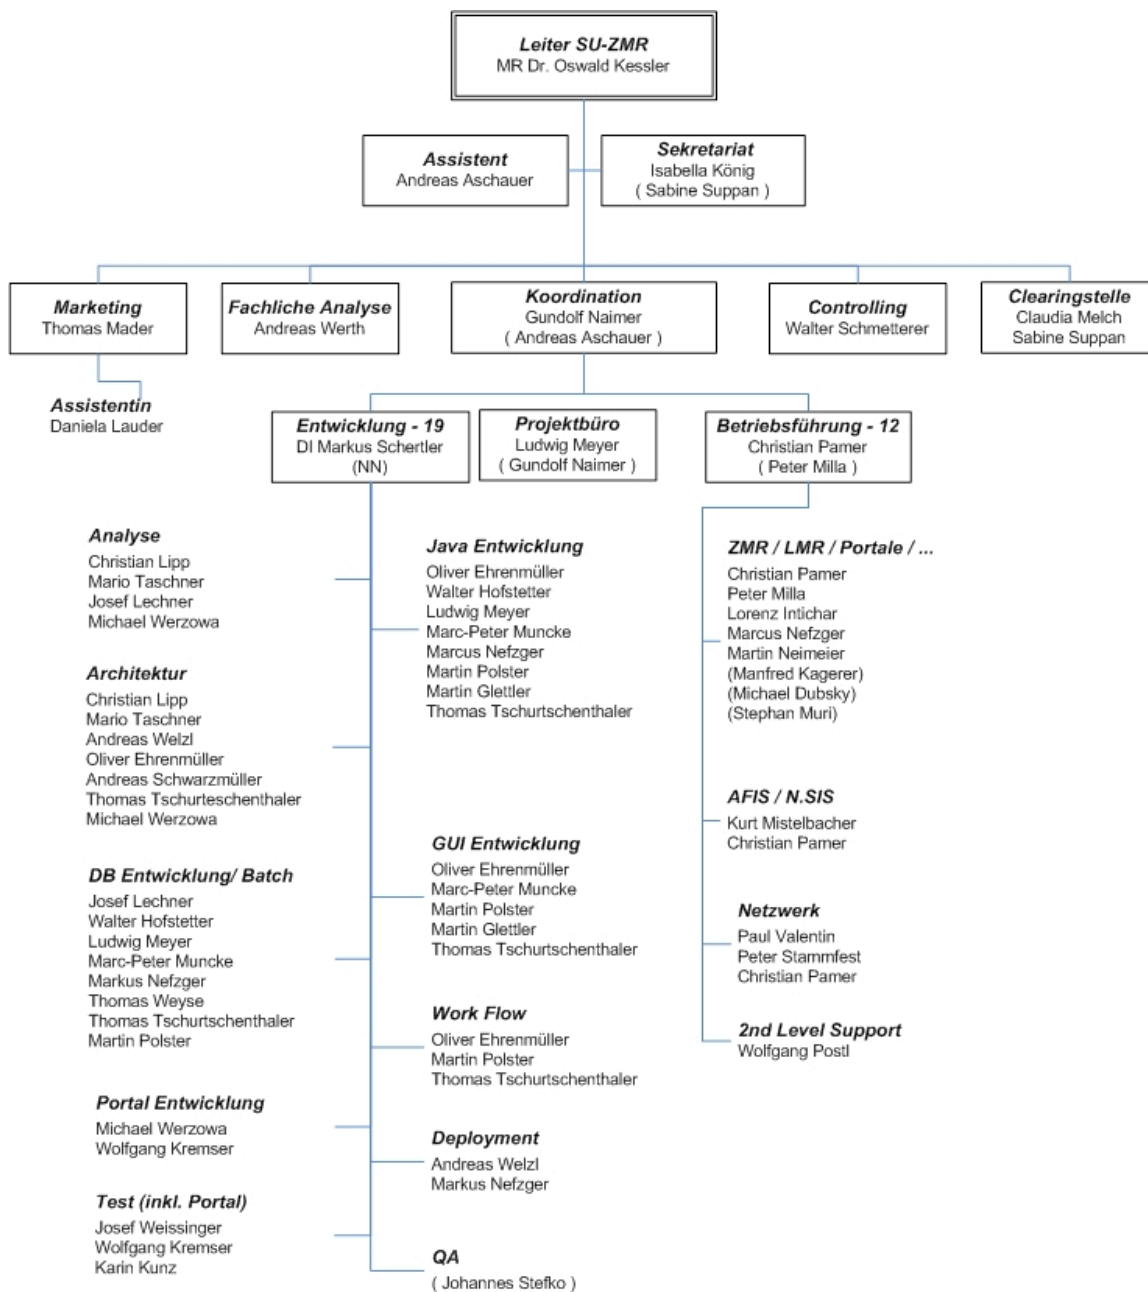 Leiter SU-ZMR
MR Dr. Oswald Kessler
Assistent
Andreas Aschauer
Sekretariat
Isabella König
( Sabine Suppan )
Marketing
Thomas Mader
Fachliche Analyse
Andreas Werth
Koordination
Gundolf Naimer
( Andreas Aschauer )
Controlling
Walter Schmetterer
Clearingstelle
Claudia Melch
Sabine Suppan
Assistentin
Daniela Lauder
Entwicklung - 19
DI Markus Schertler
(NN)
Projektbüro
Ludwig Meyer
( Gundolf Naimer )
Betriebsführung - 12
Christian Pamer
( Peter Milla )
Analyse
Christian Lipp
Mario Taschner
Josef Lechner
Michael Werzowa
Architektur
Christian Lipp
Mario Taschner
Andreas Welzl
Oliver Ehrenmüller
Andreas Schwarzmüller
Thomas Tschurteschenthaler
Michael Werzowa
DB Entwicklung/ Batch
Josef Lechner
Walter Hofstetter
Ludwig Meyer
Marc-Peter Muncke
Markus Nefzger
Thomas Weyse
Thomas Tschurtschenthaler
Martin Polster
Portal Entwicklung
Michael Werzowa
Wolfgang Kremser
Test (inkl. Portal)
Josef Weissinger
Wolfgang Kremser
Karin Kunz
Java Entwicklung
Oliver Ehrenmüller
Walter Hofstetter
Ludwig Meyer
Marc-Peter Muncke
Marcus Nefzger
Martin Polster
Martin Glettler
Thomas Tschurtschenthaler
GUI Entwicklung
Oliver Ehrenmüller
Marc-Peter Muncke
Martin Polster
Martin Glettler
Thomas Tschurtschenthaler
Work Flow
Oliver Ehrenmüller
Martin Polster
Thomas Tschurtschenthaler
Deployment
Andreas Welzl
Markus Nefzger
QA
( Johannes Stefko )
ZMR / LMR / Portale / ...
Christian Pamer
Peter Milla
Lorenz Intichar
Marcus Nefzger
Martin Neimeier
(Manfred Kagerer)
(Michael Dubsky)
(Stephan Muri)
AFIS / N.SIS
Kurt Mistelbacher
Christian Pamer
Netzwerk
Paul Valentin
Peter Stammfest
Christian Pamer
2nd Level Support
Wolfgang Postl